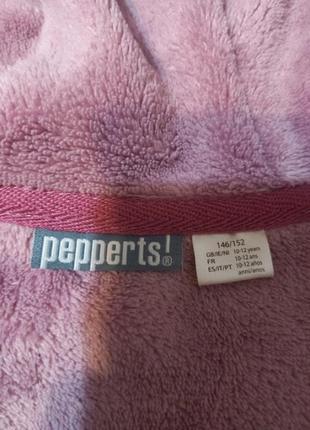 pepperts!®
146/152
GB/IE/NI 10-12 years
FR 10-12 ans
ES/IT/PT 10-12 años
anni/anos